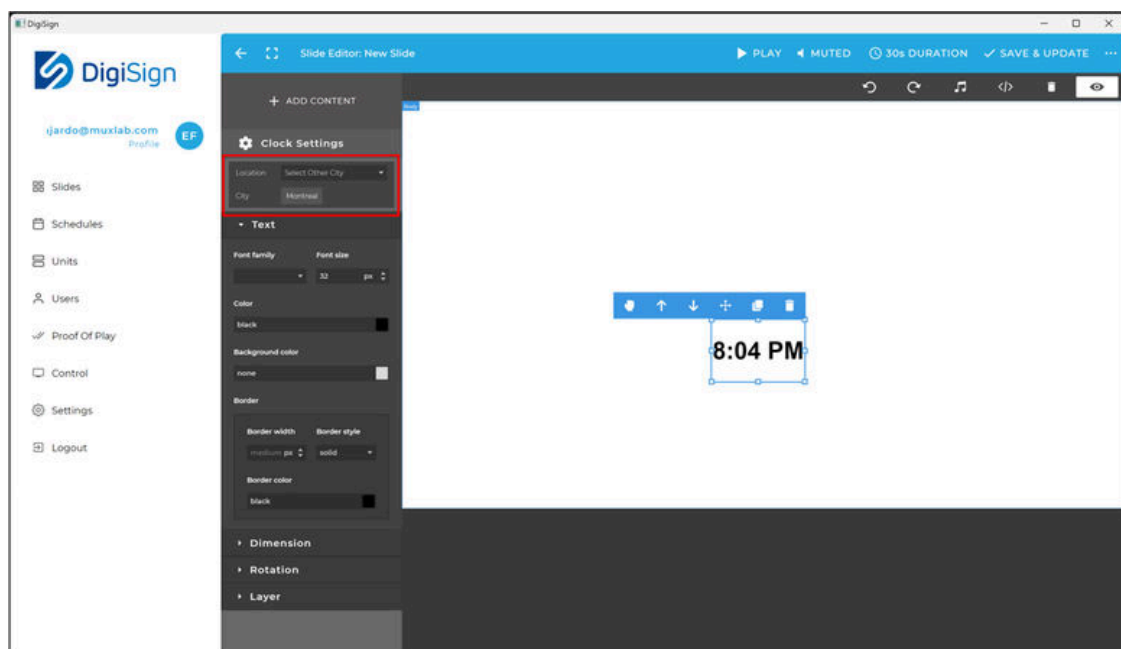 DigiSign
DigiSign
jardo@muxlab.com
EF
Profile
Slides
Schedules
Units
Users
Proof Of Play
Control
Settings
Logout
Slide Editor: New Slide
PLAY
MUTED
30s DURATION
SAVE & UPDATE
+ ADD CONTENT
Clock Settings
Location Select Other City
City Montreal
Text
Font family Font size
32 px
Color
black
Background color
none
Border
Border width Border style
medium px solid
Border color
black
Dimension
Rotation
Layer
Body
8:04 PM